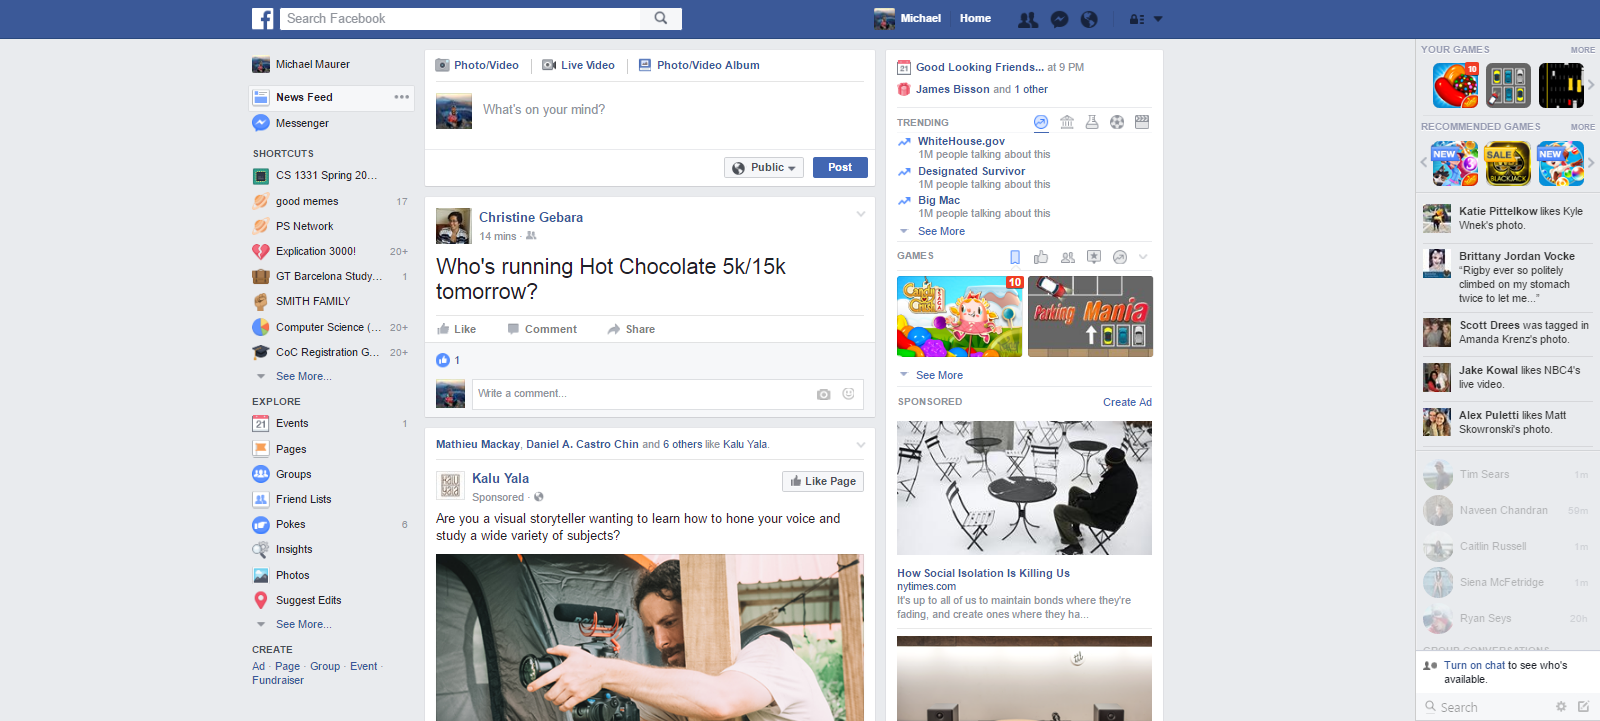 Search Facebook
Michael
Home
Michael Maurer
News Feed
Messenger
SHORTCUTS
CS 1331 Spring 20...
good memes 17
PS Network
Explication 3000! 20+
GT Barcelona Study... 1
SMITH FAMILY
Computer Science (... 20+
CoC Registration G... 20+
See More...
EXPLORE
21 Events 1
Pages
Groups
Friend Lists
Pokes 6
Insights
Photos
Suggest Edits
See More...
CREATE
Ad · Page · Group · Event ·
Fundraiser
Photo/Video
Live Video
Photo/Video Album
What's on your mind?
Public
Post
Christine Gebara
14 mins ·
Who's running Hot Chocolate 5k/15k
tomorrow?
Like Comment Share
1
Write a comment...
Mathieu Mackay, Daniel A. Castro Chin and 6 others like Kalu Yala.
KALU YALA
Kalu Yala
Sponsored ·
Like Page
Are you a visual storyteller wanting to learn how to hone your voice and
study a wide variety of subjects?
21 Good Looking Friends... at 9 PM
James Bisson and 1 other
TRENDING
WhiteHouse.gov
1M people talking about this
Designated Survivor
1M people talking about this
Big Mac
1M people talking about this
See More
GAMES
Candy Crush SAGA 10
Parking Mania
See More
SPONSORED Create Ad
How Social Isolation Is Killing Us
nytimes.com
It's up to all of us to maintain bonds where they're
fading, and create ones where they ha...
YOUR GAMES MORE
10
RECOMMENDED GAMES MORE
NEW
SALE
BLACKJACK
NEW
Katie Pittelkow likes Kyle
Wnek's photo.
Brittany Jordan Vocke
“Rigby ever so politely
climbed on my stomach
twice to let me...”
Scott Drees was tagged in
Amanda Krenz's photo.
Jake Kowal likes NBC4's
live video.
Alex Puletti likes Matt
Skowronski's photo.
Tim Sears 1m
Naveen Chandran 59m
Caitlin Russell 1m
Siena McFetridge 1m
Ryan Seys 20h
GROUP CONVERSATIONS
Turn on chat to see who's
available.
Search